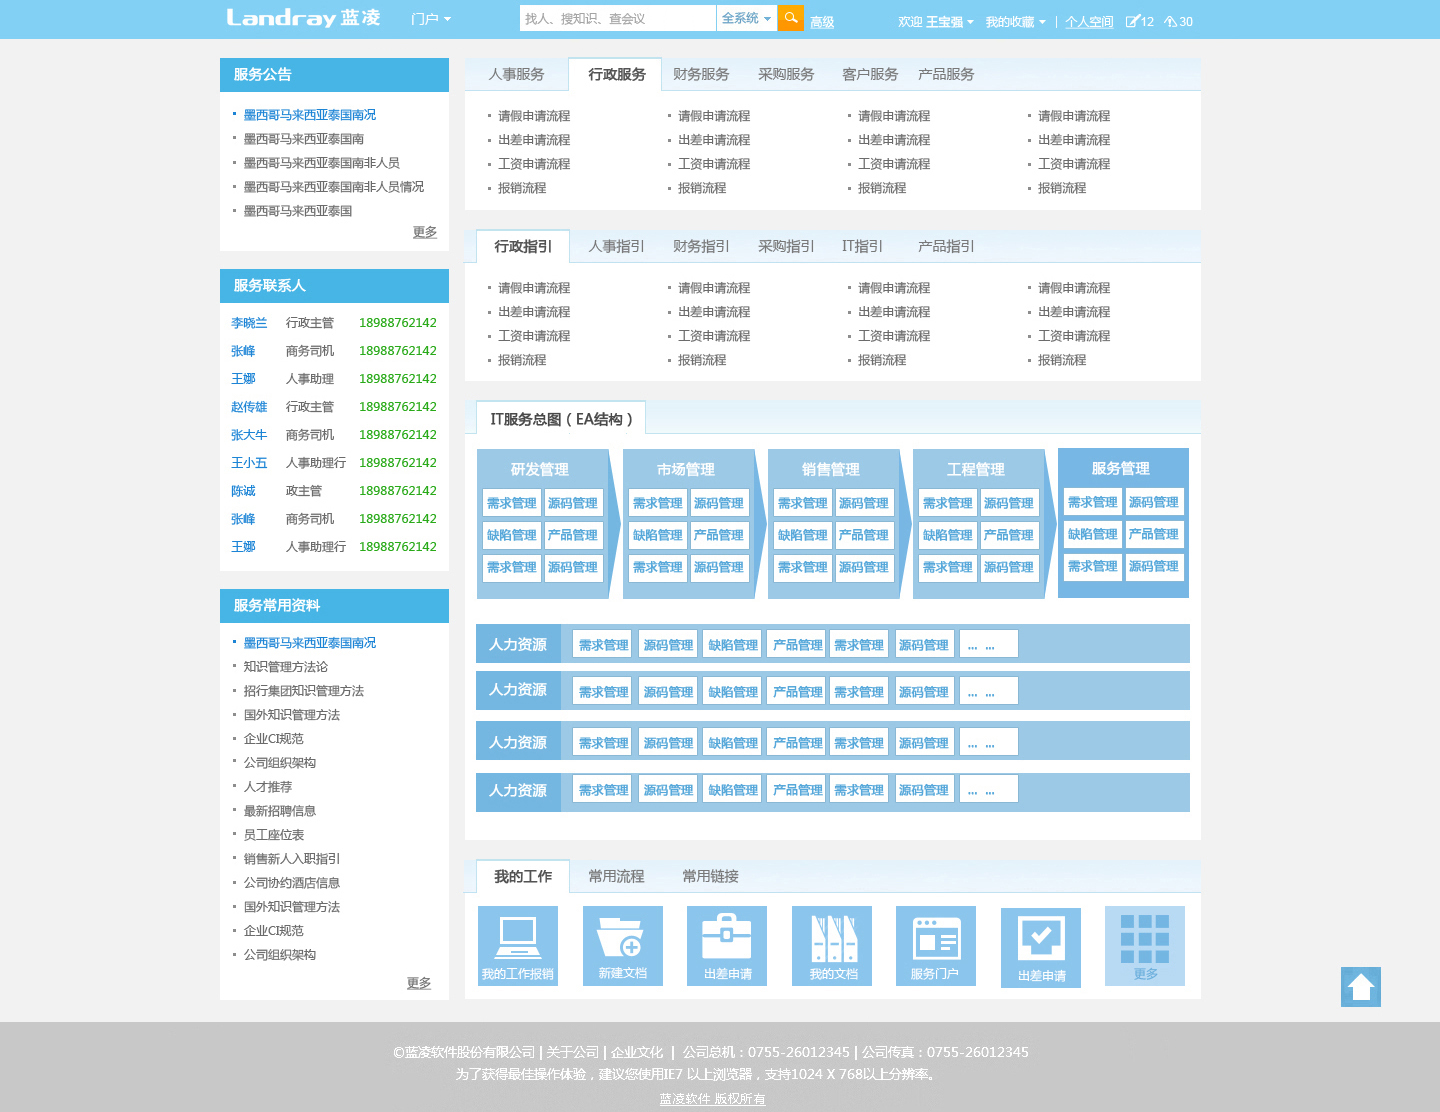 Landray 蓝凌 门户 找人、搜知识、查会议 全系统 高级 欢迎 王宝强 我的收藏 | 个人空间 12 30
服务公告
墨西哥马来西亚泰国南况
墨西哥马来西亚泰国南
墨西哥马来西亚泰国南非人员
墨西哥马来西亚泰国南非人员情况
墨西哥马来西亚泰国
更多
服务联系人
李晓兰 行政主管 18988762142
张峰 商务司机 18988762142
王娜 人事助理 18988762142
赵传雄 行政主管 18988762142
张大牛 商务司机 18988762142
王小五 人事助理行 18988762142
陈诚 政主管 18988762142
张峰 商务司机 18988762142
王娜 人事助理行 18988762142
服务常用资料
墨西哥马来西亚泰国南况
知识管理方法论
招行集团知识管理方法
国外知识管理方法
企业CI规范
公司组织架构
人才推荐
最新招聘信息
员工座位表
销售新人入职指引
公司协约酒店信息
国外知识管理方法
企业CI规范
公司组织架构
更多
人事服务 行政服务 财务服务 采购服务 客户服务 产品服务
请假申请流程 请假申请流程 请假申请流程 请假申请流程
出差申请流程 出差申请流程 出差申请流程 出差申请流程
工资申请流程 工资申请流程 工资申请流程 工资申请流程
报销流程 报销流程 报销流程 报销流程
行政指引 人事指引 财务指引 采购指引 IT指引 产品指引
请假申请流程 请假申请流程 请假申请流程 请假申请流程
出差申请流程 出差申请流程 出差申请流程 出差申请流程
工资申请流程 工资申请流程 工资申请流程 工资申请流程
报销流程 报销流程 报销流程 报销流程
IT服务总图（EA结构）
研发管理 市场管理 销售管理 工程管理 服务管理
需求管理 源码管理 需求管理 源码管理 需求管理 源码管理 需求管理 源码管理 需求管理 源码管理
缺陷管理 产品管理 缺陷管理 产品管理 缺陷管理 产品管理 缺陷管理 产品管理 缺陷管理 产品管理
需求管理 源码管理 需求管理 源码管理 需求管理 源码管理 需求管理 源码管理 需求管理 源码管理
人力资源 需求管理 源码管理 缺陷管理 产品管理 需求管理 源码管理 ... ...
人力资源 需求管理 源码管理 缺陷管理 产品管理 需求管理 源码管理 ... ...
人力资源 需求管理 源码管理 缺陷管理 产品管理 需求管理 源码管理 ... ...
人力资源 需求管理 源码管理 缺陷管理 产品管理 需求管理 源码管理 ... ...
我的工作 常用流程 常用链接
我的工作报销 新建文档 出差申请 我的文档 服务门户 出差申请 更多
©蓝凌软件股份有限公司 | 关于公司 | 企业文化 | 公司总机：0755-26012345 | 公司传真：0755-26012345
为了获得最佳操作体验，建议您使用IE7 以上浏览器，支持1024 X 768以上分辨率。
蓝凌软件 版权所有